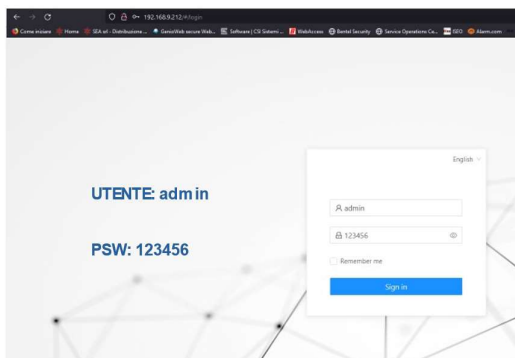 192.168.9.212/#/login
Come iniziare Home SEA srl - Distribuzione ... GenioWeb secure Web... Software | CSI Sistemi ... WebAccess Bentel Security Service Operations Ce... ISEO Alarm.com
English
UTENTE: admin
admin
123456
PSW: 123456
Remember me
Sign in